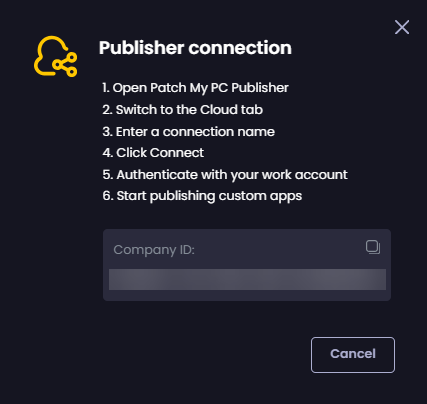 Publisher connection
1. Open Patch My PC Publisher
2. Switch to the Cloud tab
3. Enter a connection name
4. Click Connect
5. Authenticate with your work account
6. Start publishing custom apps
Company ID:
Cancel